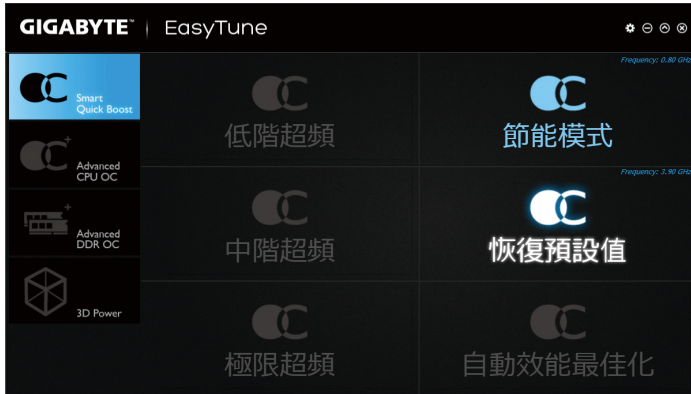 GIGABYTE™ | EasyTune
Smart
Quick Boost
Advanced
CPU OC
Advanced
DDR OC
3D Power
低階超頻
Frequency: 0.80 GHz
節能模式
中階超頻
Frequency: 3.90 GHz
恢復預設值
極限超頻
自動效能最佳化